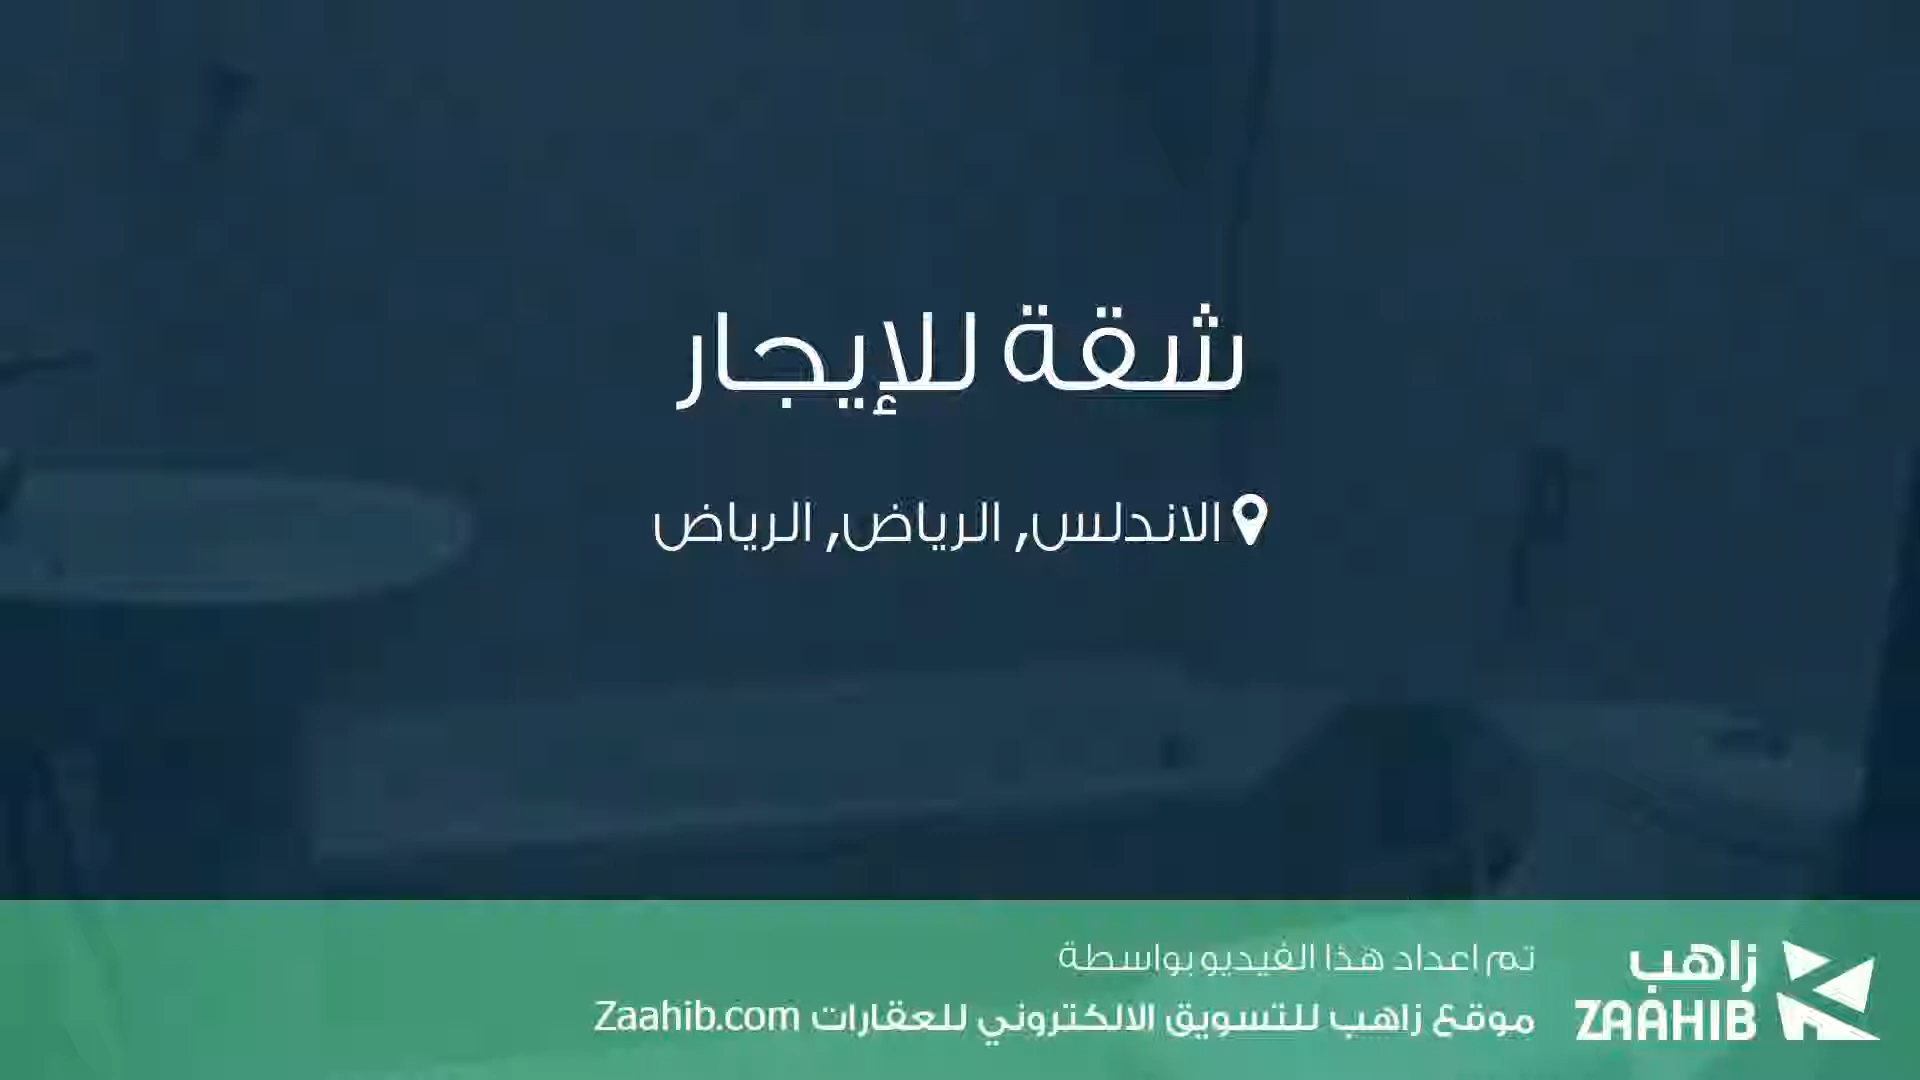 شقة للإيجار
الاندلس, الرياض, الرياض
تم اعداد هذا الفيديو بواسطة
موقع زاهب للتسويق الالكتروني للعقارات Zaahib.com
زاهب
ZAAHIB